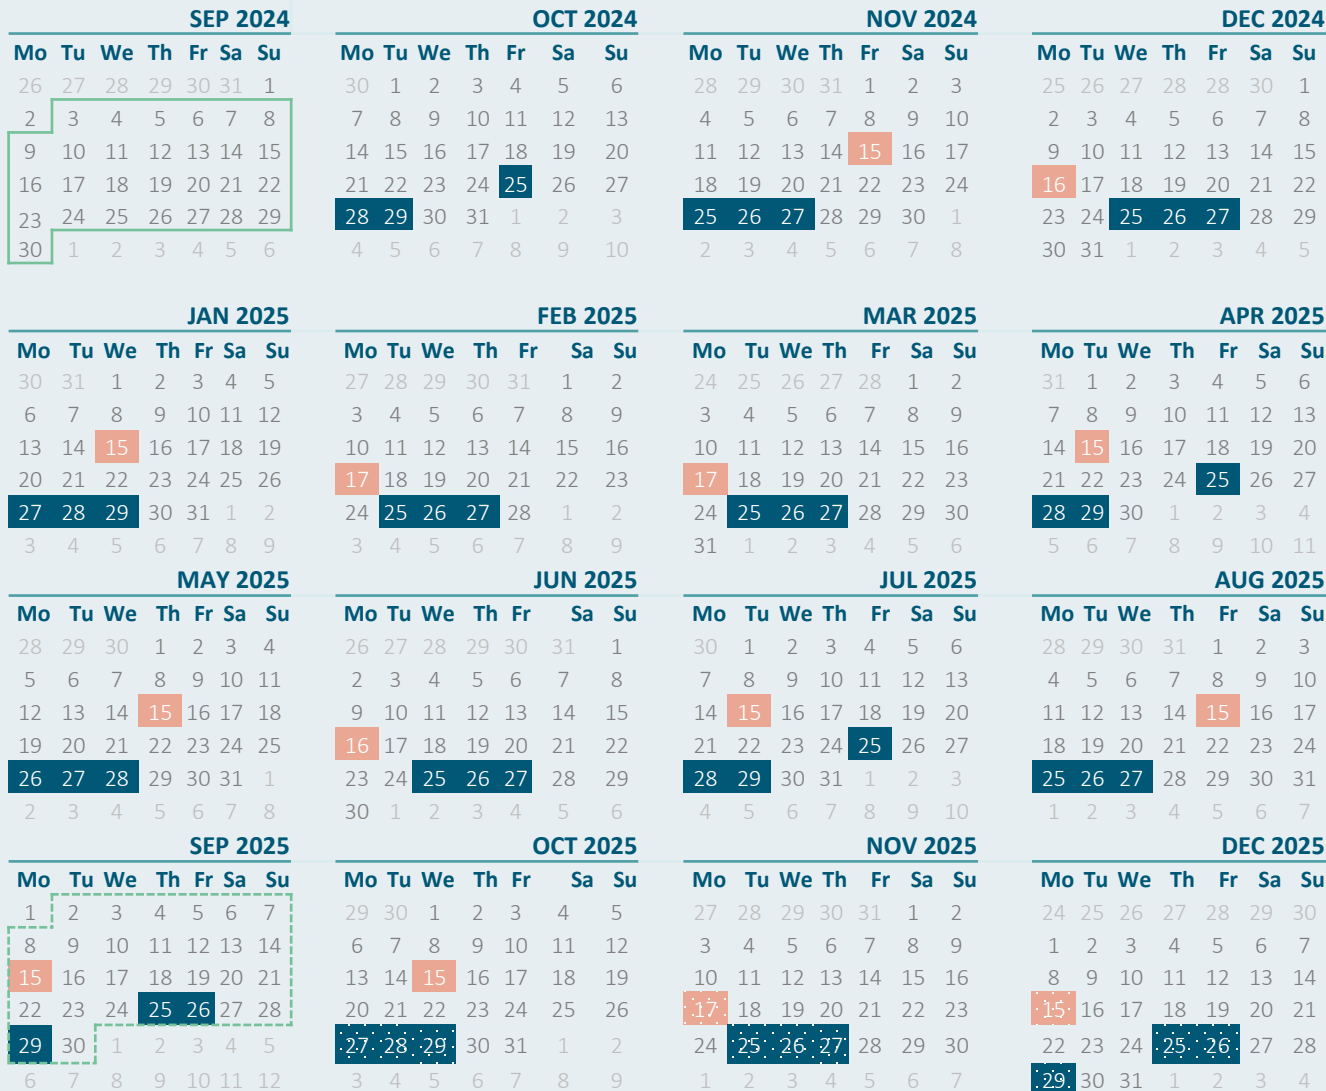 SEP 2024 OCT 2024 NOV 2024 DEC 2024
Mo Tu We Th Fr Sa Su Mo Tu We Th Fr Sa Su Mo Tu We Th Fr Sa Su Mo Tu We Th Fr Sa Su
26 27 28 29 30 31 1 30 1 2 3 4 5 6 28 29 30 31 1 2 3 25 26 27 28 28 30 1
2 3 4 5 6 7 8 7 8 9 10 11 12 13 4 5 6 7 8 9 10 2 3 4 5 6 7 8
9 10 11 12 13 14 15 14 15 16 17 18 19 20 11 12 13 14 15 16 17 9 10 11 12 13 14 15
16 17 18 19 20 21 22 21 22 23 24 25 26 27 18 19 20 21 22 23 24 16 17 18 19 20 21 22
23 24 25 26 27 28 29 28 29 30 31 1 2 3 25 26 27 28 29 30 1 23 24 25 26 27 28 29
30 1 2 3 4 5 6 4 5 6 7 8 9 10 2 3 4 5 6 7 8 30 31 1 2 3 4 5
JAN 2025 FEB 2025 MAR 2025 APR 2025
Mo Tu We Th Fr Sa Su Mo Tu We Th Fr Sa Su Mo Tu We Th Fr Sa Su Mo Tu We Th Fr Sa Su
30 31 1 2 3 4 5 27 28 29 30 31 1 2 24 25 26 27 28 1 2 31 1 2 3 4 5 6
6 7 8 9 10 11 12 3 4 5 6 7 8 9 3 4 5 6 7 8 9 7 8 9 10 11 12 13
13 14 15 16 17 18 19 10 11 12 13 14 15 16 10 11 12 13 14 15 16 14 15 16 17 18 19 20
20 21 22 23 24 25 26 17 18 19 20 21 22 23 17 18 19 20 21 22 23 21 22 23 24 25 26 27
27 28 29 30 31 1 2 24 25 26 27 28 1 2 24 25 26 27 28 29 30 28 29 30 1 2 3 4
3 4 5 6 7 8 9 3 4 5 6 7 8 9 31 1 2 3 4 5 6 5 6 7 8 9 10 11
MAY 2025 JUN 2025 JUL 2025 AUG 2025
Mo Tu We Th Fr Sa Su Mo Tu We Th Fr Sa Su Mo Tu We Th Fr Sa Su Mo Tu We Th Fr Sa Su
28 29 30 1 2 3 4 26 27 28 29 30 31 1 30 1 2 3 4 5 6 28 29 30 31 1 2 3
5 6 7 8 9 10 11 2 3 4 5 6 7 8 7 8 9 10 11 12 13 4 5 6 7 8 9 10
12 13 14 15 16 17 18 9 10 11 12 13 14 15 14 15 16 17 18 19 20 11 12 13 14 15 16 17
19 20 21 22 23 24 25 16 17 18 19 20 21 22 21 22 23 24 25 26 27 18 19 20 21 22 23 24
26 27 28 29 30 31 1 23 24 25 26 27 28 29 28 29 30 31 1 2 3 25 26 27 28 29 30 31
2 3 4 5 6 7 8 30 1 2 3 4 5 6 4 5 6 7 8 9 10 1 2 3 4 5 6 7
SEP 2025 OCT 2025 NOV 2025 DEC 2025
Mo Tu We Th Fr Sa Su Mo Tu We Th Fr Sa Su Mo Tu We Th Fr Sa Su Mo Tu We Th Fr Sa Su
1 2 3 4 5 6 7 29 30 1 2 3 4 5 27 28 29 30 31 1 2 24 25 26 27 28 29 30
8 9 10 11 12 13 14 6 7 8 9 10 11 12 3 4 5 6 7 8 9 1 2 3 4 5 6 7
15 16 17 18 19 20 21 13 14 15 16 17 18 19 10 11 12 13 14 15 16 8 9 10 11 12 13 14
22 23 24 25 26 27 28 20 21 22 23 24 25 26 17 18 19 20 21 22 23 15 16 17 18 19 20 21
29 30 1 2 3 4 5 27 28 29 30 31 1 2 24 25 26 27 28 29 30 22 23 24 25 26 27 28
6 7 8 9 10 11 12 3 4 5 6 7 8 9 1 2 3 4 5 6 7 29 30 31 1 2 3 4